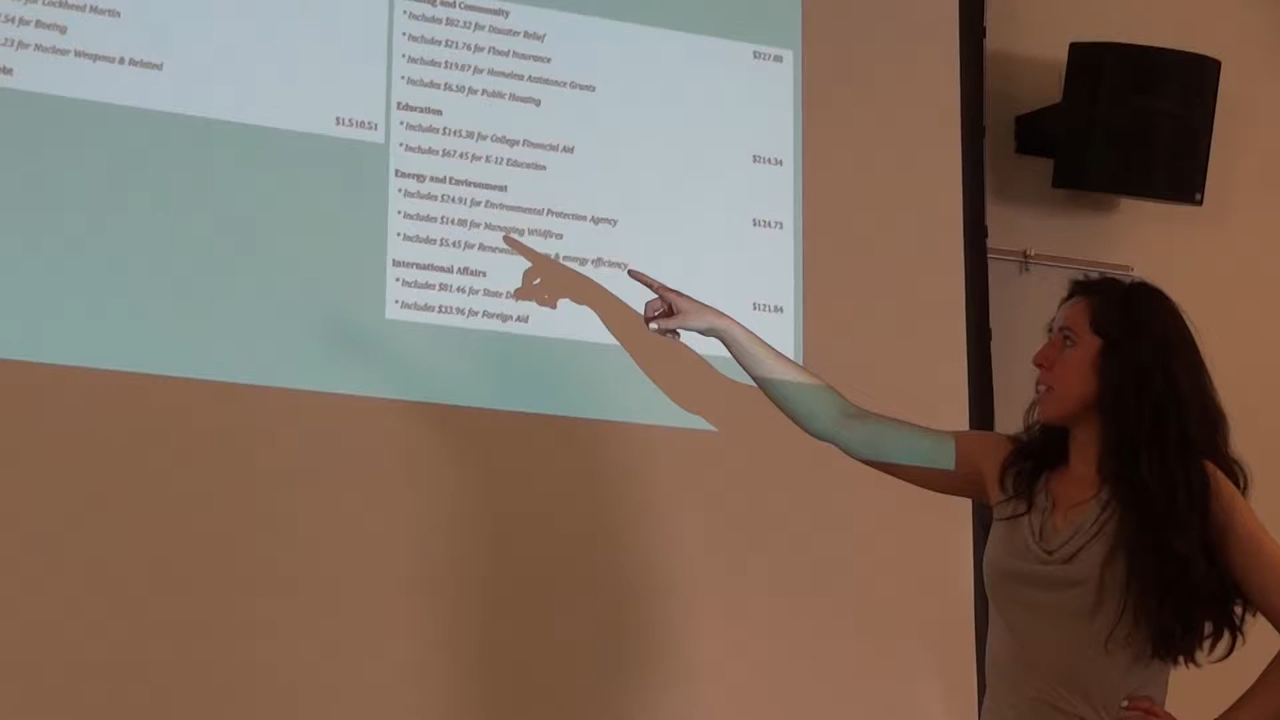 for Lockheed Martin
.54 for Boeing
.23 for Nuclear Weapons & Related
$1,510.51
and Community
* Includes $82.32 for Disaster Relief
$327.88
* Includes $21.76 for Flood Insurance
* Includes $19.87 for Homeless Assistance Grants
* Includes $6.50 for Public Housing
Education
* Includes $145.38 for College Financial Aid
$214.34
* Includes $67.45 for K-12 Education
Energy and Environment
* Includes $24.91 for Environmental Protection Agency
$124.73
* Includes $14.88 for Managing Wildfires
* Includes $5.45 for & energy efficiency
International Affairs
* Includes $81.46 for State
$121.84
* Includes $33.96 for Foreign Aid